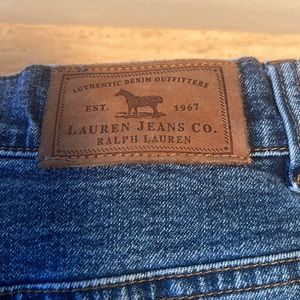 AUTHENTIC DENIM OUTFITTERS
EST. 1967
LAUREN JEANS CO.
RALPH LAUREN